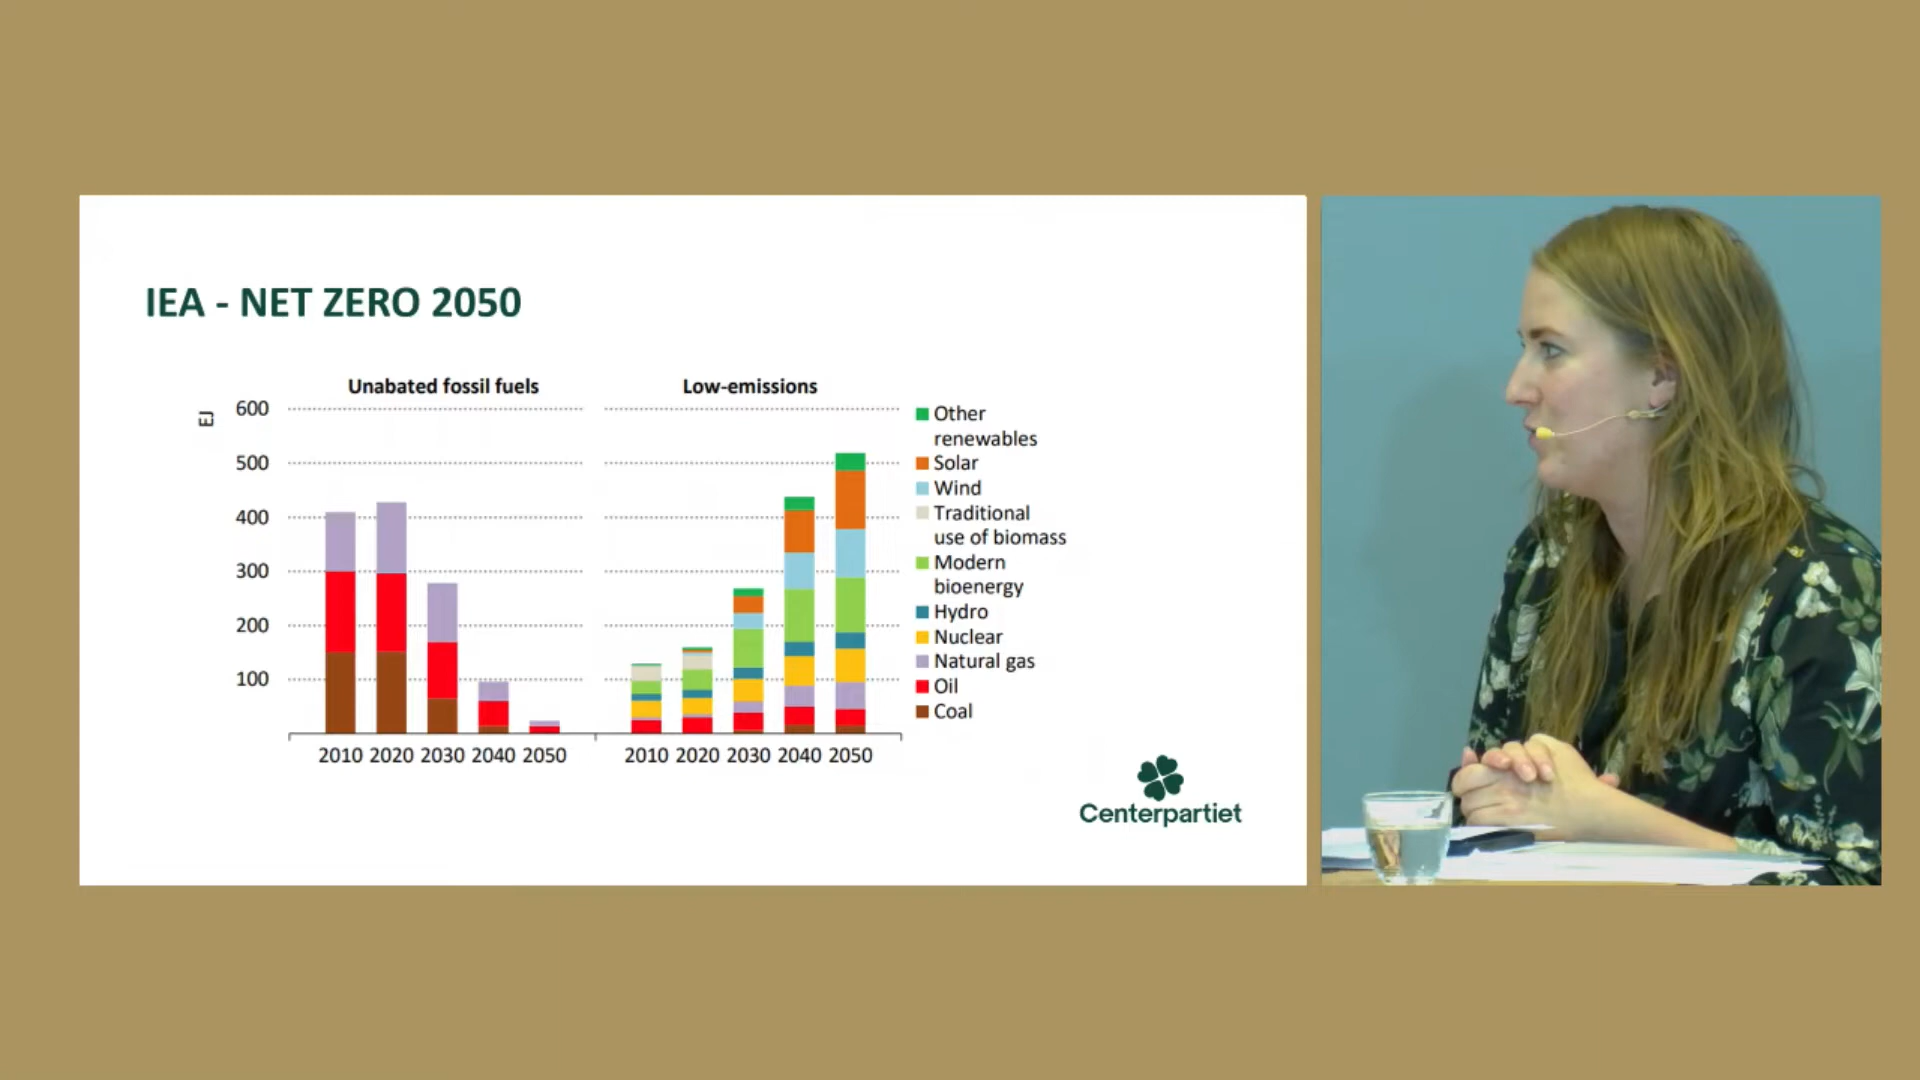 IEA - NET ZERO 2050
Unabated fossil fuels
Low-emissions
EJ
600
500
400
300
200
100
2010 2020 2030 2040 2050
2010 2020 2030 2040 2050
Other
renewables
Solar
Wind
Traditional
use of biomass
Modern
bioenergy
Hydro
Nuclear
Natural gas
Oil
Coal
Centerpartiet